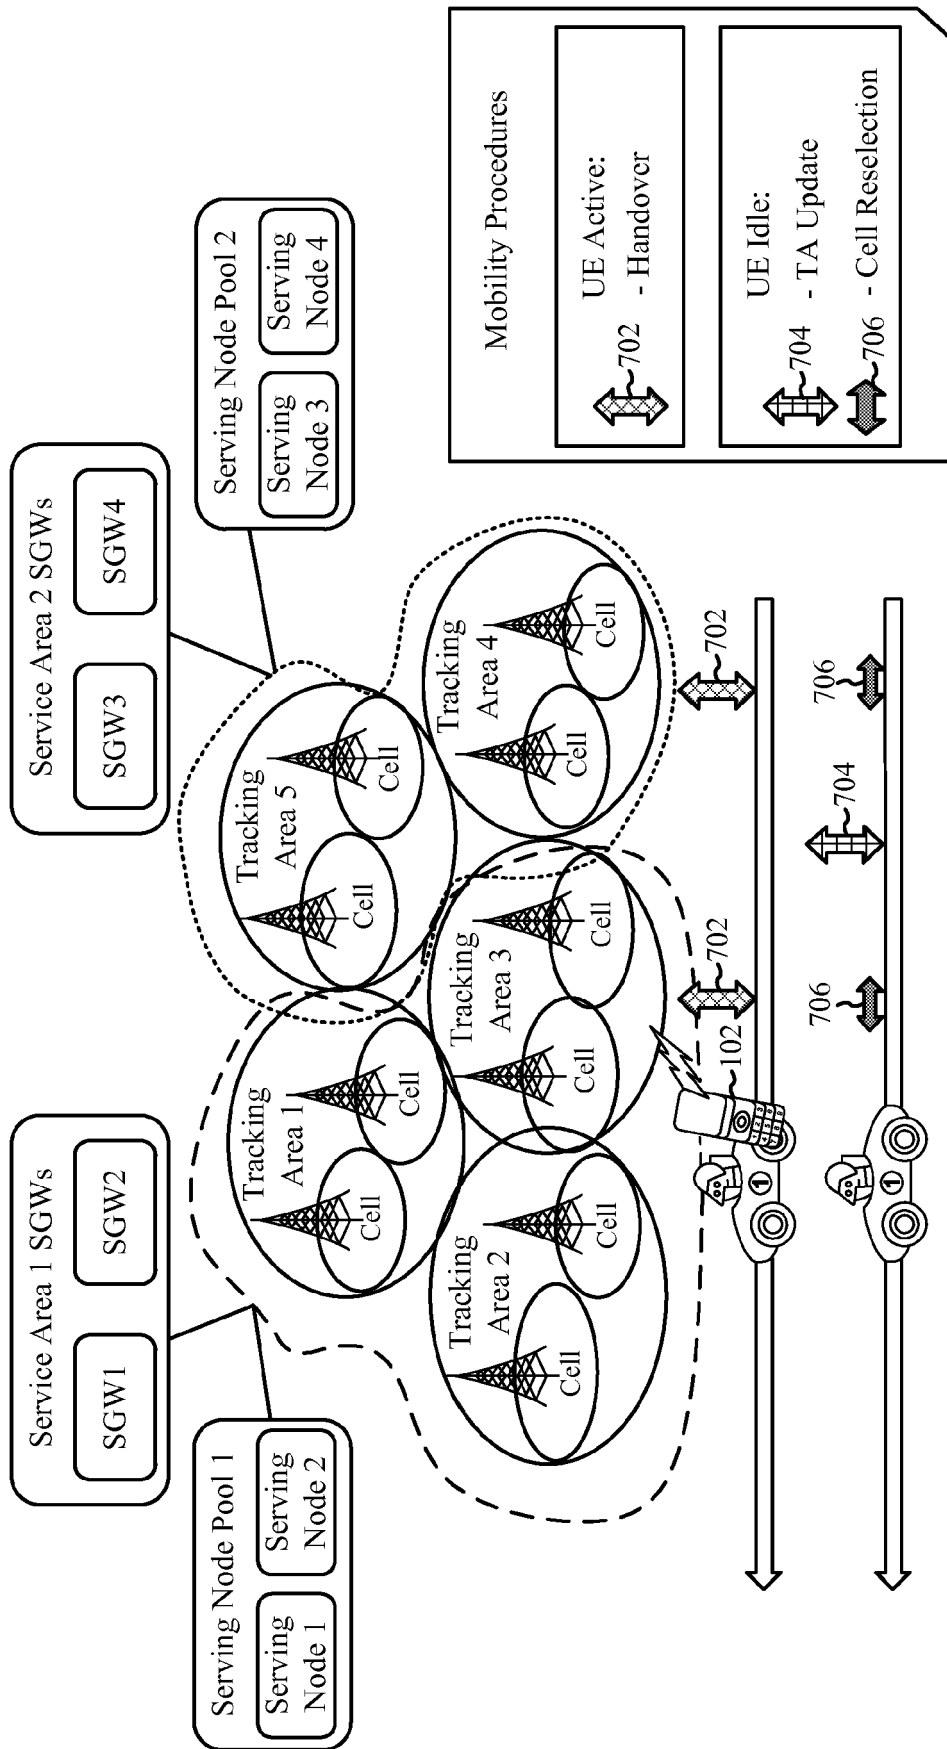 Service Area 1 SGWs
SGW1
SGW2
Service Area 2 SGWs
SGW3
SGW4
Serving Node Pool 1
Serving
Node 1
Serving
Node 2
Serving Node Pool 2
Serving
Node 3
Serving
Node 4
Tracking
Area 1
Cell
Cell
Tracking
Area 5
Cell
Cell
Tracking
Area 2
Cell
Cell
Tracking
Area 3
Cell
Cell
Tracking
Area 4
Cell
Cell
Mobility Procedures
UE Active:
702
- Handover
UE Idle:
704
- TA Update
706
- Cell Reselection
102
702
702
1
706
704
706
1